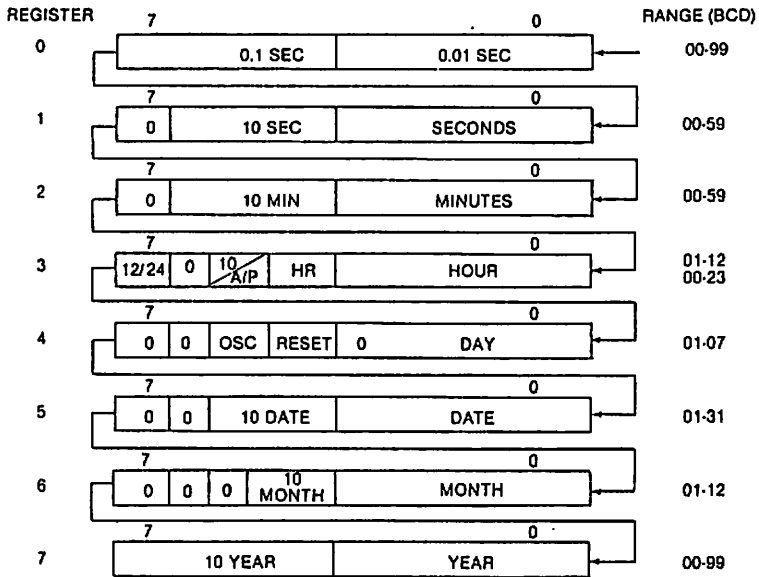 REGISTER 7 0 RANGE (BCD)
0 0.1 SEC 0.01 SEC 00-99
7 0
1 0 10 SEC SECONDS 00-59
7 0
2 0 10 MIN MINUTES 00-59
7 0
3 12/24 0 10 A/P HR HOUR 01-12 00-23
7 0
4 0 0 OSC RESET 0 DAY 01-07
7 0
5 0 0 10 DATE DATE 01-31
7 0
6 0 0 0 10 MONTH MONTH 01-12
7 0
7 10 YEAR YEAR 00-99